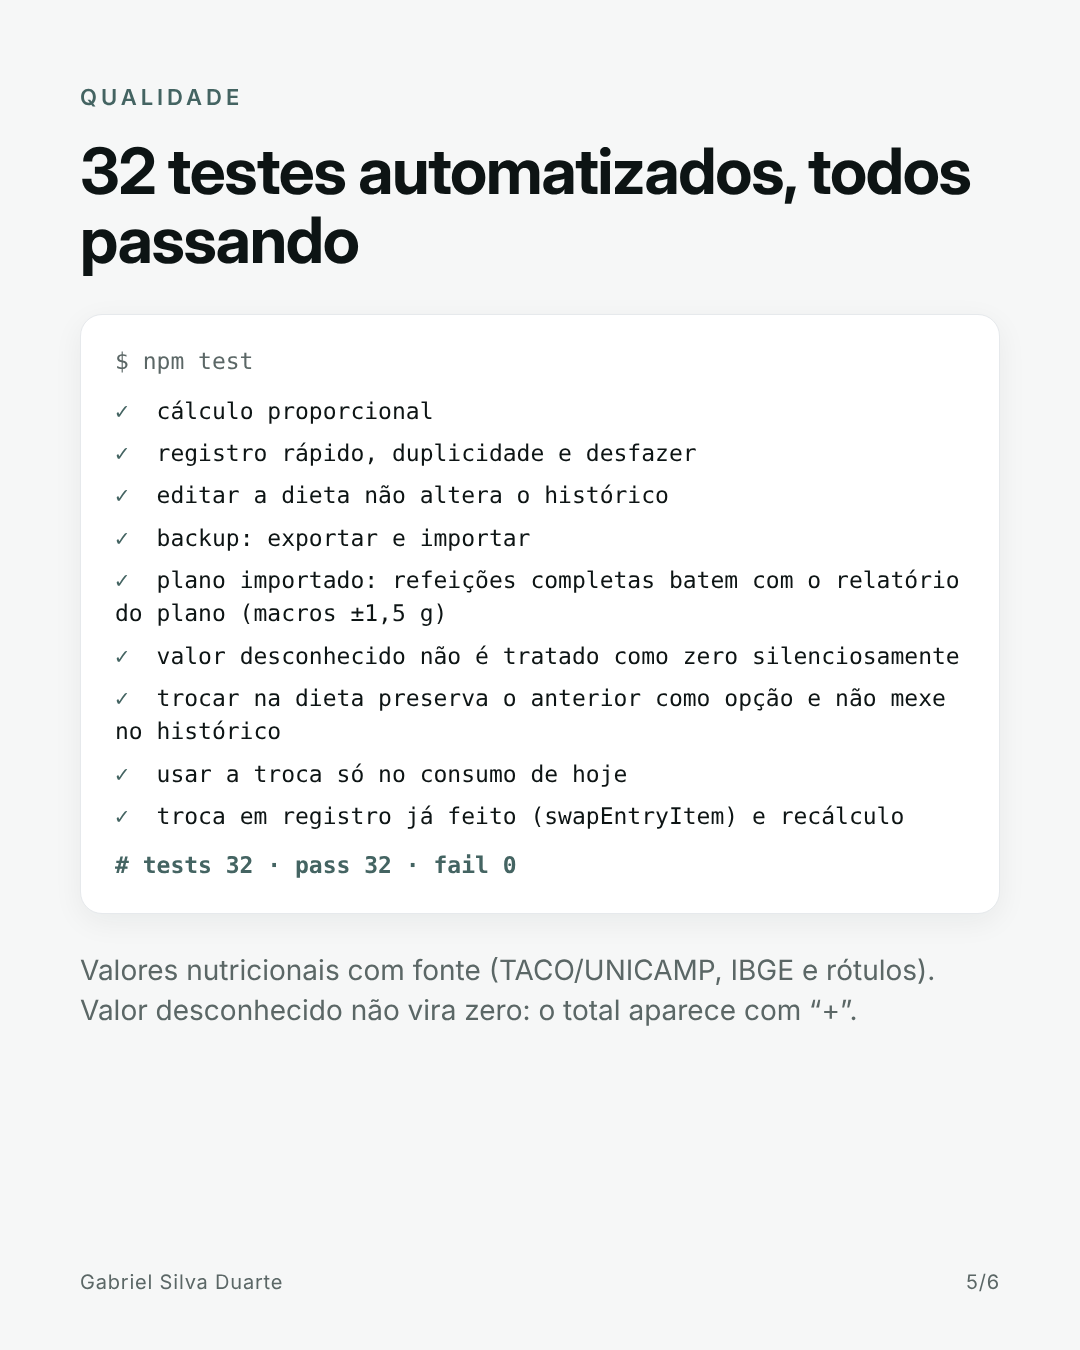 QUALIDADE
32 testes automatizados, todos
passando
$ npm test
✓ cálculo proporcional
✓ registro rápido, duplicidade e desfazer
✓ editar a dieta não altera o histórico
✓ backup: exportar e importar
✓ plano importado: refeições completas batem com o relatório
do plano (macros ±1,5 g)
✓ valor desconhecido não é tratado como zero silenciosamente
✓ trocar na dieta preserva o anterior como opção e não mexe
no histórico
✓ usar a troca só no consumo de hoje
✓ troca em registro já feito (swapEntryItem) e recálculo
# tests 32 · pass 32 · fail 0
Valores nutricionais com fonte (TACO/UNICAMP, IBGE e rótulos).
Valor desconhecido não vira zero: o total aparece com “+”.
Gabriel Silva Duarte
5/6